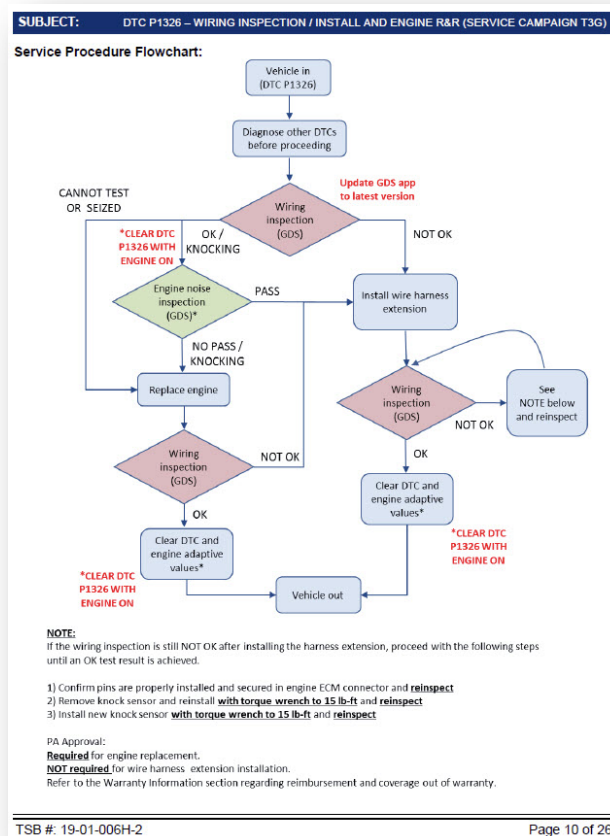 SUBJECT: DTC P1326 – WIRING INSPECTION / INSTALL AND ENGINE R&R (SERVICE CAMPAIGN T3G)
Service Procedure Flowchart:
Vehicle in
(DTC P1326)
Diagnose other DTCs
before proceeding
Update GDS app
to latest version
CANNOT TEST
OR SEIZED
*CLEAR DTC
P1326 WITH
ENGINE ON
OK /
KNOCKING
Wiring
inspection
(GDS)
NOT OK
Engine noise
inspection
(GDS)*
PASS
Install wire harness
extension
NO PASS /
KNOCKING
Replace engine
Wiring
inspection
(GDS)
NOT OK
See
NOTE below
and reinspect
Wiring
inspection
(GDS)
NOT OK
OK
OK
Clear DTC and
engine adaptive
values*
*CLEAR DTC
P1326 WITH
ENGINE ON
Clear DTC and
engine adaptive
values*
*CLEAR DTC
P1326 WITH
ENGINE ON
Vehicle out
NOTE:
If the wiring inspection is still NOT OK after installing the harness extension, proceed with the following steps
until an OK test result is achieved.
1) Confirm pins are properly installed and secured in engine ECM connector and reinspect
2) Remove knock sensor and reinstall with torque wrench to 15 lb-ft and reinspect
3) Install new knock sensor with torque wrench to 15 lb-ft and reinspect
PA Approval:
Required for engine replacement.
NOT required for wire harness extension installation.
Refer to the Warranty Information section regarding reimbursement and coverage out of warranty.
TSB #: 19-01-006H-2 Page 10 of 26